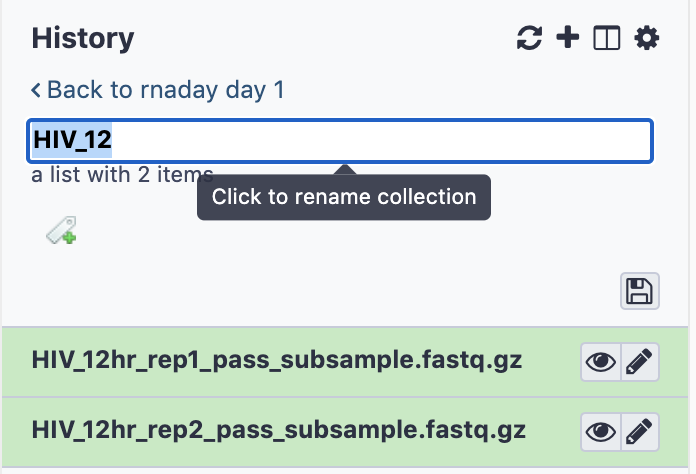 History
Back to rnaday day 1
HIV_12
a list with 2 items
Click to rename collection
HIV_12hr_rep1_pass_subsample.fastq.gz
HIV_12hr_rep2_pass_subsample.fastq.gz